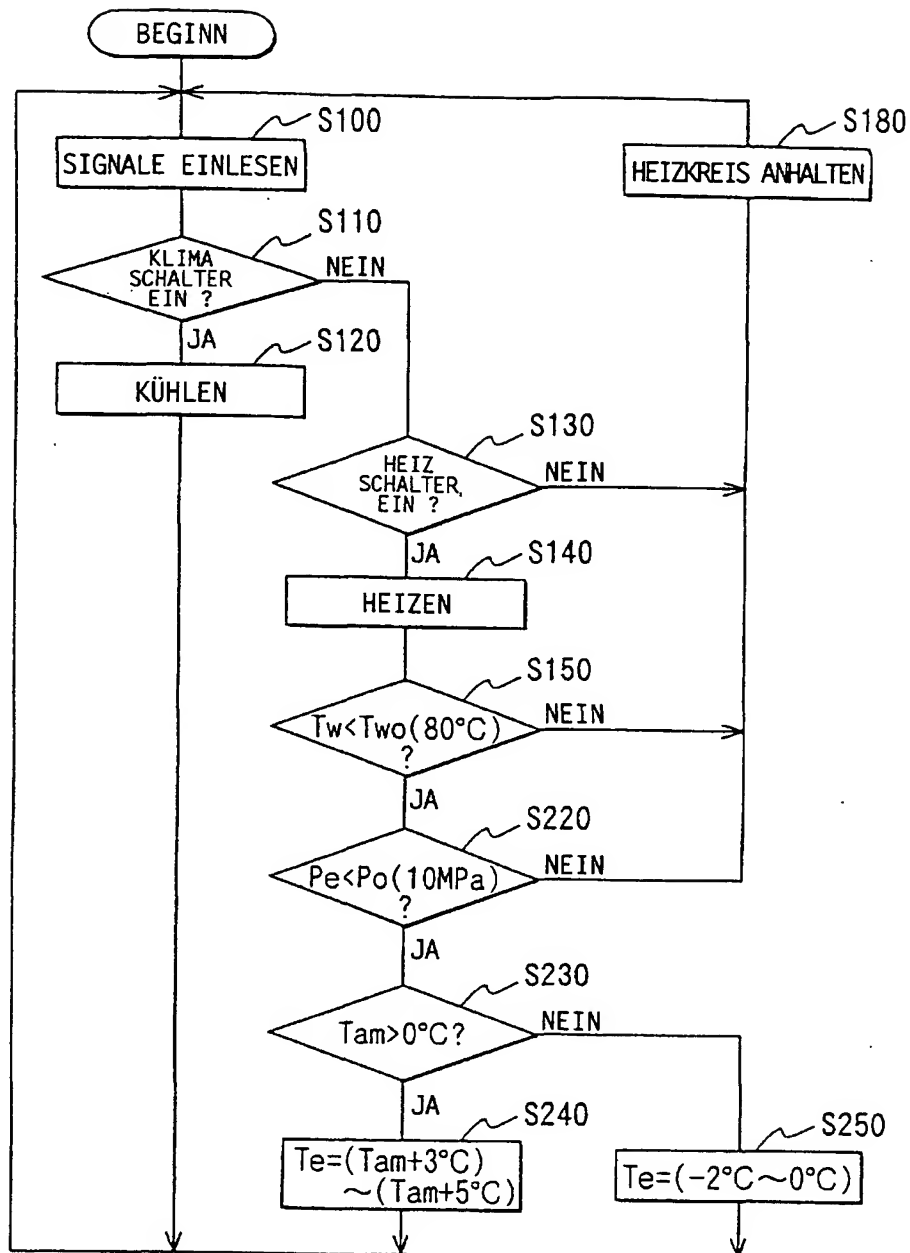 BEGINN
S100
SIGNALE EINLESEN
S180
HEIZKREIS ANHALTEN
S110
KLIMA
SCHALTER
EIN ?
NEIN
JA
S120
KÜHLEN
S130
HEIZ
SCHALTER,
EIN ?
NEIN
JA
S140
HEIZEN
S150
Tw<Two(80°C)
?
NEIN
JA
S220
Pe<Po(10MPa)
?
NEIN
JA
S230
Tam>0°C?
NEIN
JA
S240
Te=(Tam+3°C)
~(Tam+5°C)
S250
Te=(-2°C~0°C)